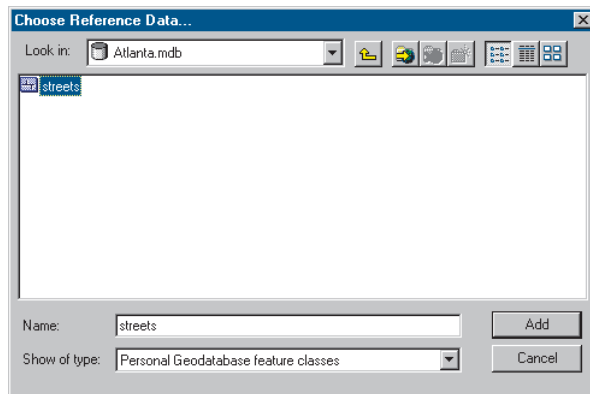 Choose Reference Data...
Look in: Atlanta.mdb
streets
Name: streets Add
Show of type: Personal Geodatabase feature classes Cancel